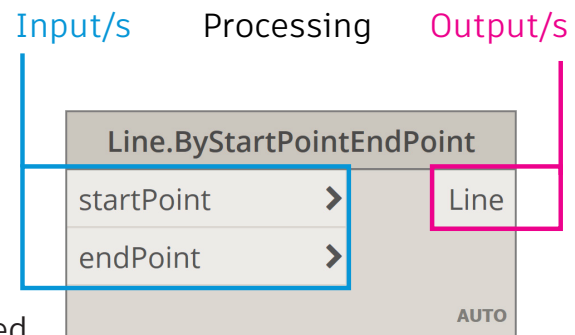 Input/s Processing Output/s
Line.ByStartPointEndPoint
startPoint Line
endPoint
AUTO